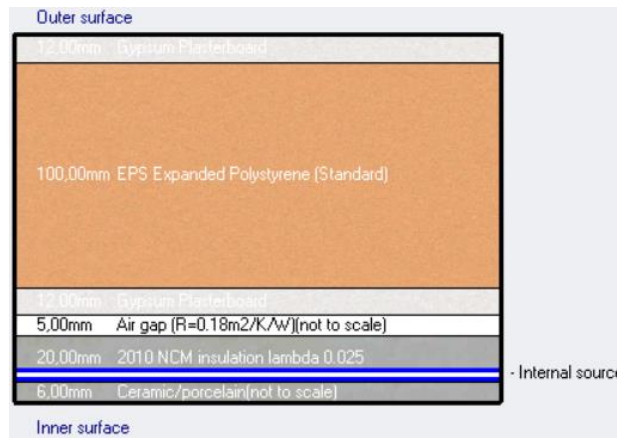 Outer surface
12,00mm Gypsum Plasterboard
100,00mm EPS Expanded Polystyrene (Standard)
12,00mm Gypsum Plasterboard
5,00mm Air gap (R=0.18m2/K/W)(not to scale)
20,00mm 2010 NCM insulation lambda 0.025
- Internal source
6,00mm Ceramic/porcelain(not to scale)
Inner surface